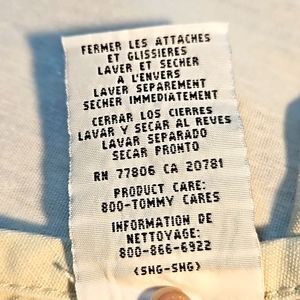 FERMER LES ATTACHES
ET GLISSIERES
LAVER ET SECHER
A L'ENVERS
LAVER SEPAREMENT
SECHER IMMEDIATEMENT
CERRAR LOS CIERRES
LAVAR Y SECAR AL REVES
LAVAR SEPARADO
SECAR PRONTO
RN 77806 CA 20781
PRODUCT CARE:
800-TOMMY CARES
INFORMATION DE
NETTOYAGE:
800-866-6922
(SHG-SHG)